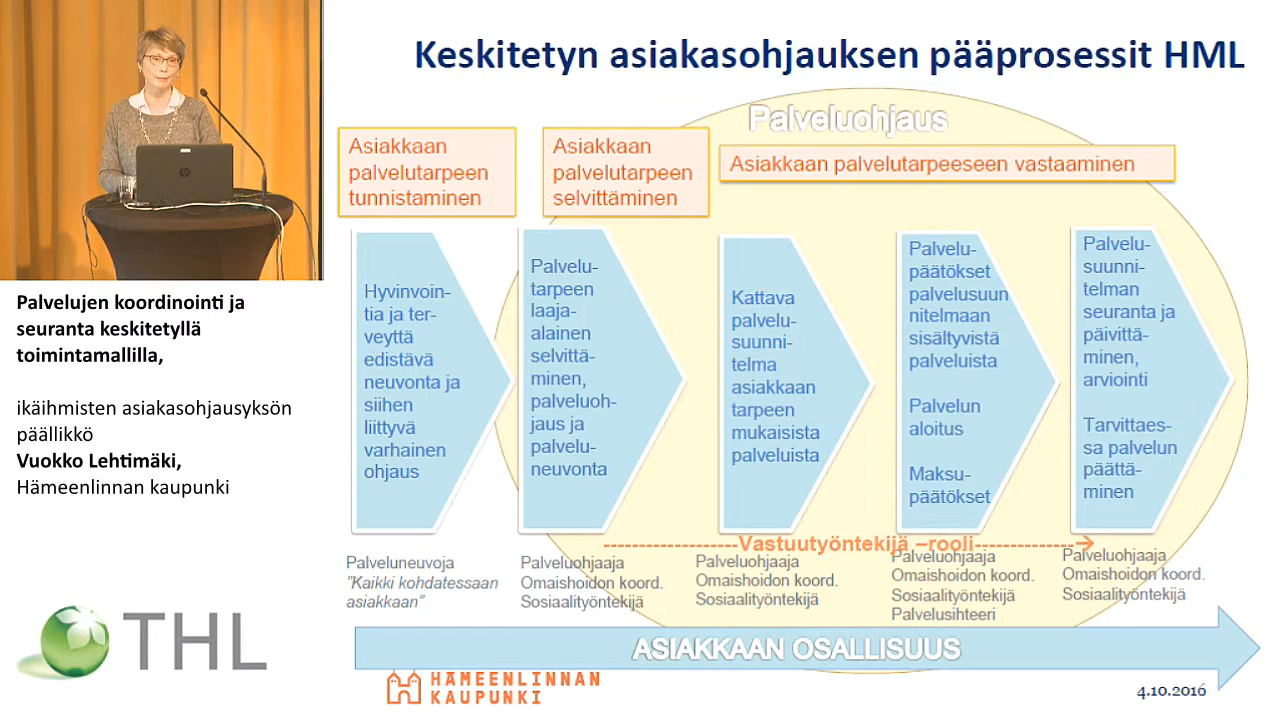 Keskitetyn asiakasohjauksen pääprosessit HML
Palveluohjaus
Asiakkaan
palvelutarpeen
tunnistaminen
Asiakkaan
palvelutarpeen
selvittäminen
Asiakkaan palvelutarpeeseen vastaaminen
Hyvinvoin-
tia ja ter-
veyttä
edistävä
neuvonta ja
siihen
liittyvä
varhainen
ohjaus
Palvelu-
tarpeen
laaja-
alainen
selvittä-
minen,
palveluoh-
jaus ja
palvelu-
neuvonta
Kattava
palvelu-
suunni-
telma
asiakkaan
tarpeen
mukaisista
palveluista
Palvelu-
päätökset
palvelusuun
nitelmaan
sisältyvistä
palveluista
Palvelun
aloitus
Maksu-
päätökset
Palvelu-
suunni-
telman
seuranta ja
päivittä-
minen,
arviointi
Tarvittaes-
sa palvelun
päättä-
minen
Vastuutyöntekijä –rooli
Palveluneuvoja
"Kaikki kohdatessaan
asiakkaan"
Palveluohjaaja
Omaishoidon koord.
Sosiaalityöntekijä
Palveluohjaaja
Omaishoidon koord.
Sosiaalityöntekijä
Palveluohjaaja
Omaishoidon koord.
Sosiaalityöntekijä
Palvelusihteeri
Palveluohjaaja
Omaishoidon koord.
Sosiaalityöntekijä
ASIAKKAAN OSALLISUUS
HÄMEENLINNAN
KAUPUNKI
4.10.2016
Palvelujen koordinointi ja
seuranta keskitetyllä
toimintamallilla,
ikäihmisten asiakasohjausyksön
päällikkö
Vuokko Lehtimäki,
Hämeenlinnan kaupunki
THL
hp